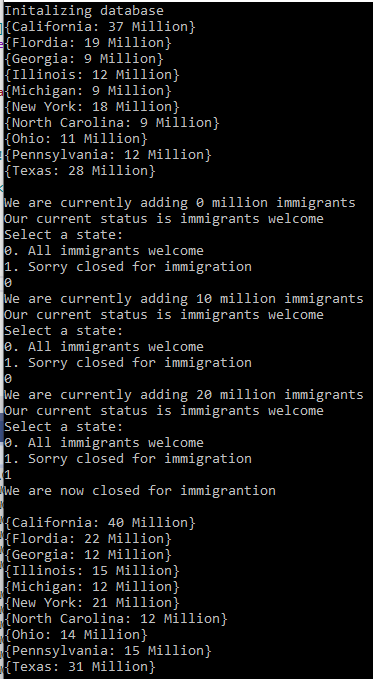 Initalizing database
{California: 37 Million}
{Flordia: 19 Million}
{Georgia: 9 Million}
{Illinois: 12 Million}
{Michigan: 9 Million}
{New York: 18 Million}
{North Carolina: 9 Million}
{Ohio: 11 Million}
{Pennsylvania: 12 Million}
{Texas: 28 Million}
We are currently adding 0 million immigrants
Our current status is immigrants welcome
Select a state:
0. All immigrants welcome
1. Sorry closed for immigration
0
We are currently adding 10 million immigrants
Our current status is immigrants welcome
Select a state:
0. All immigrants welcome
1. Sorry closed for immigration
0
We are currently adding 20 million immigrants
Our current status is immigrants welcome
Select a state:
0. All immigrants welcome
1. Sorry closed for immigration
1
We are now closed for immigrantion
{California: 40 Million}
{Flordia: 22 Million}
{Georgia: 12 Million}
{Illinois: 15 Million}
{Michigan: 12 Million}
{New York: 21 Million}
{North Carolina: 12 Million}
{Ohio: 14 Million}
{Pennsylvania: 15 Million}
{Texas: 31 Million}